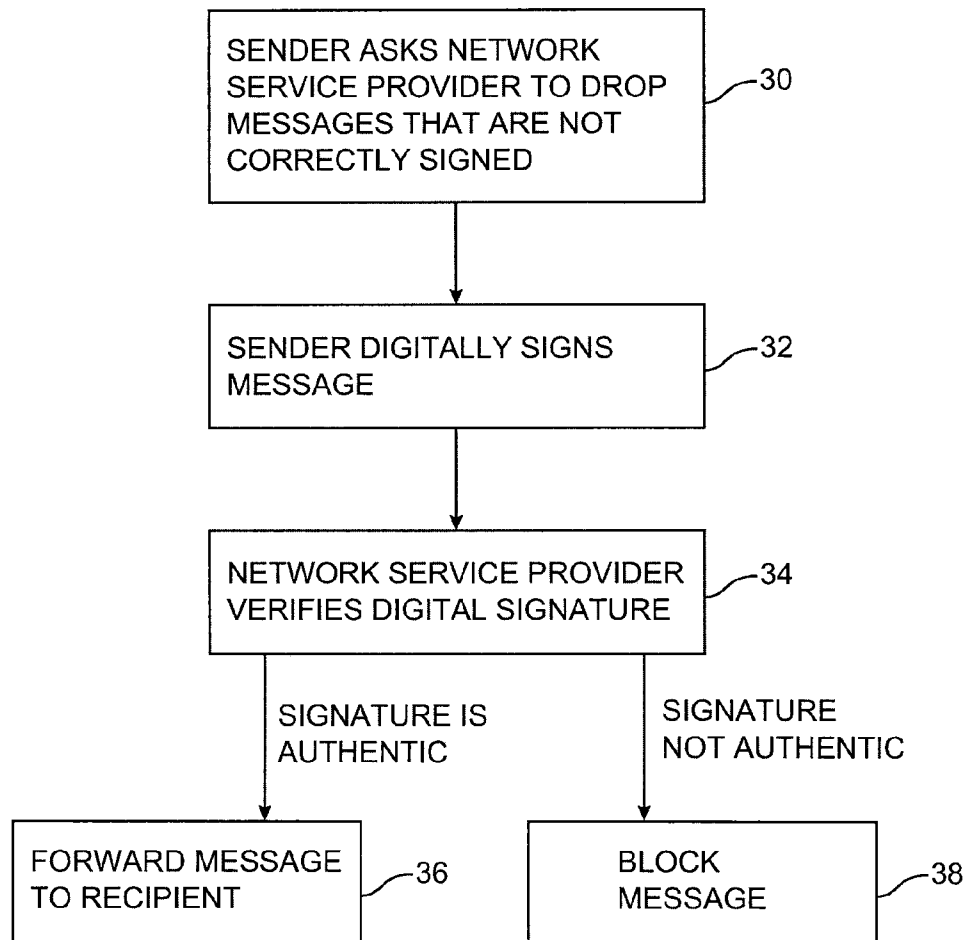 SENDER ASKS NETWORK
SERVICE PROVIDER TO DROP
MESSAGES THAT ARE NOT
CORRECTLY SIGNED
30
SENDER DIGITALLY SIGNS
MESSAGE
32
NETWORK SERVICE PROVIDER
VERIFIES DIGITAL SIGNATURE
34
SIGNATURE IS
AUTHENTIC
SIGNATURE
NOT AUTHENTIC
FORWARD MESSAGE
TO RECIPIENT
36
BLOCK
MESSAGE
38